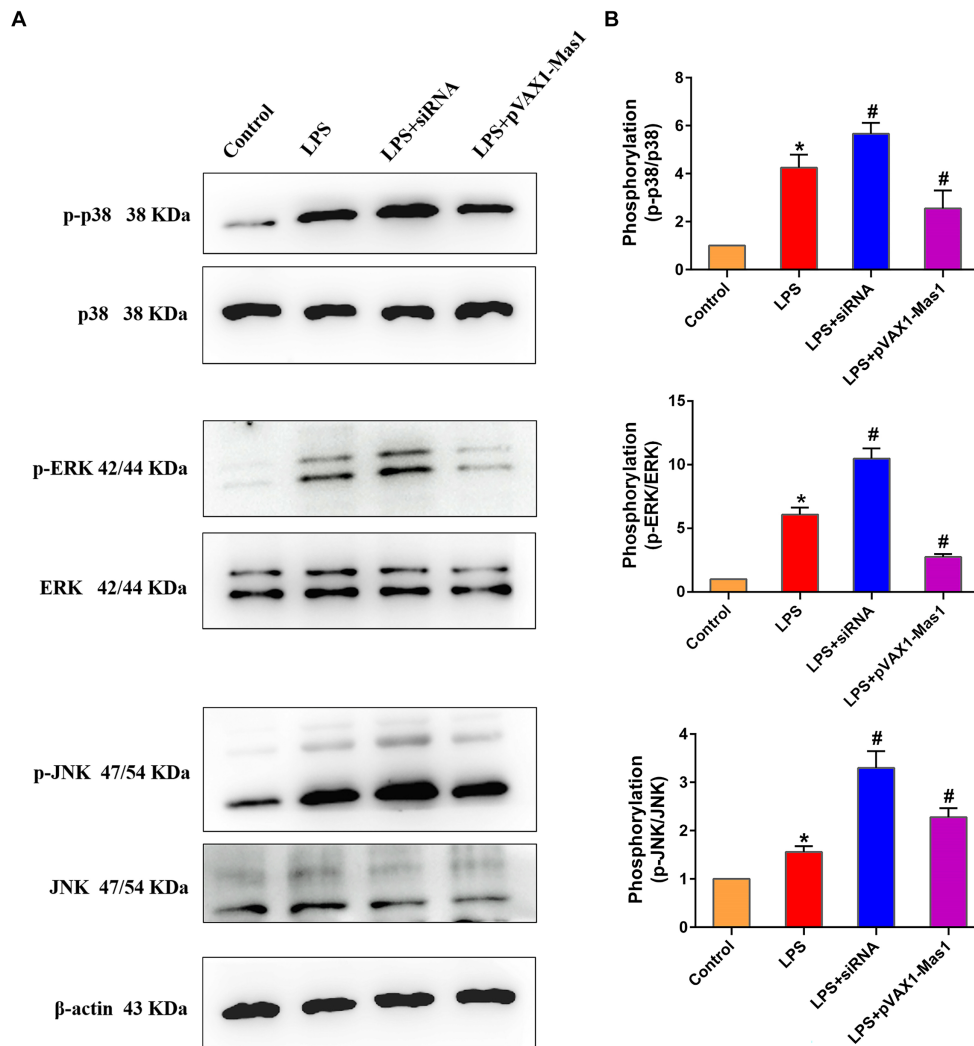 A
Control
LPS
LPS+siRNA
LPS+pVAX1-Mas1
p-p38 38 KDa
p38 38 KDa
p-ERK 42/44 KDa
ERK 42/44 KDa
p-JNK 47/54 KDa
JNK 47/54 KDa
β-actin 43 KDa
B
Phosphorylation
(p-p38/p38)
8
6
4
2
0
*
#
#
Control
LPS
LPS+siRNA
LPS+pVAX1-Mas1
Phosphorylation
(p-ERK/ERK)
15
10
5
0
*
#
#
Control
LPS
LPS+siRNA
LPS+pVAX1-Mas1
Phosphorylation
(p-JNK/JNK)
4
3
2
1
0
*
#
#
Control
LPS
LPS+siRNA
LPS+pVAX1-Mas1